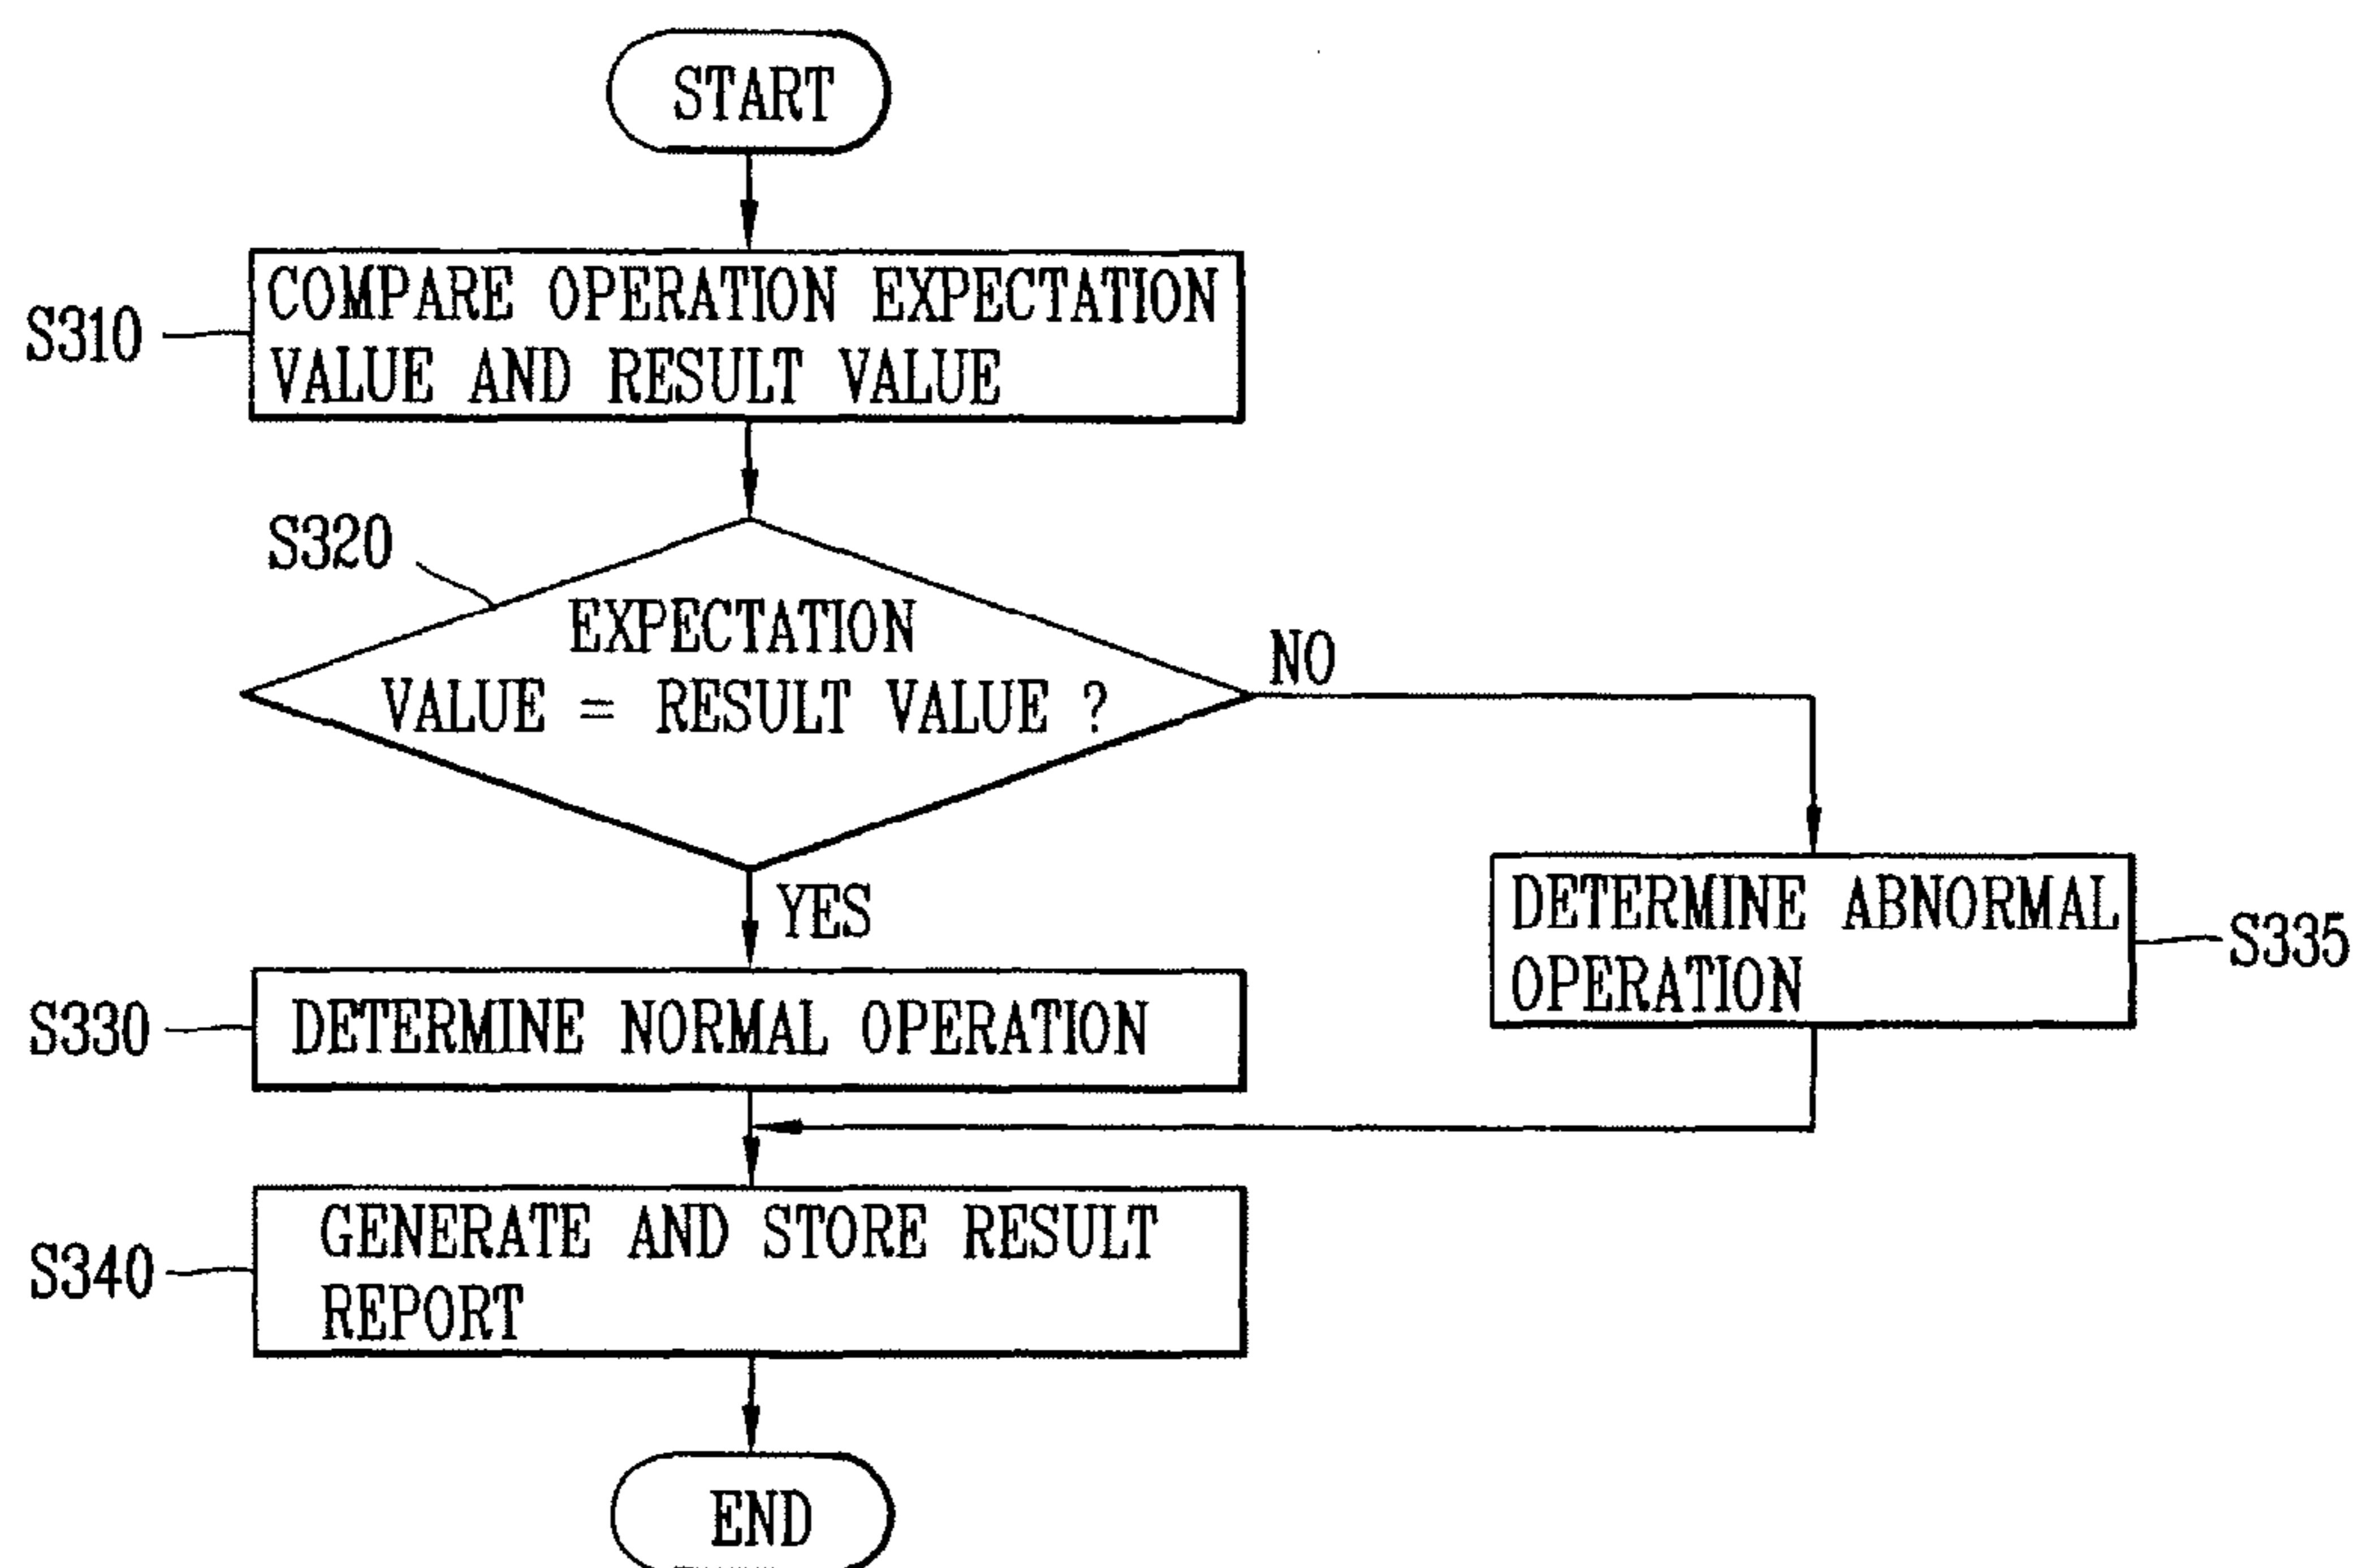 START
S310
COMPARE OPERATION EXPECTATION
VALUE AND RESULT VALUE
S320
EXPECTATION
VALUE = RESULT VALUE ?
NO
YES
DETERMINE ABNORMAL
OPERATION
S335
S330
DETERMINE NORMAL OPERATION
S340
GENERATE AND STORE RESULT
REPORT
END